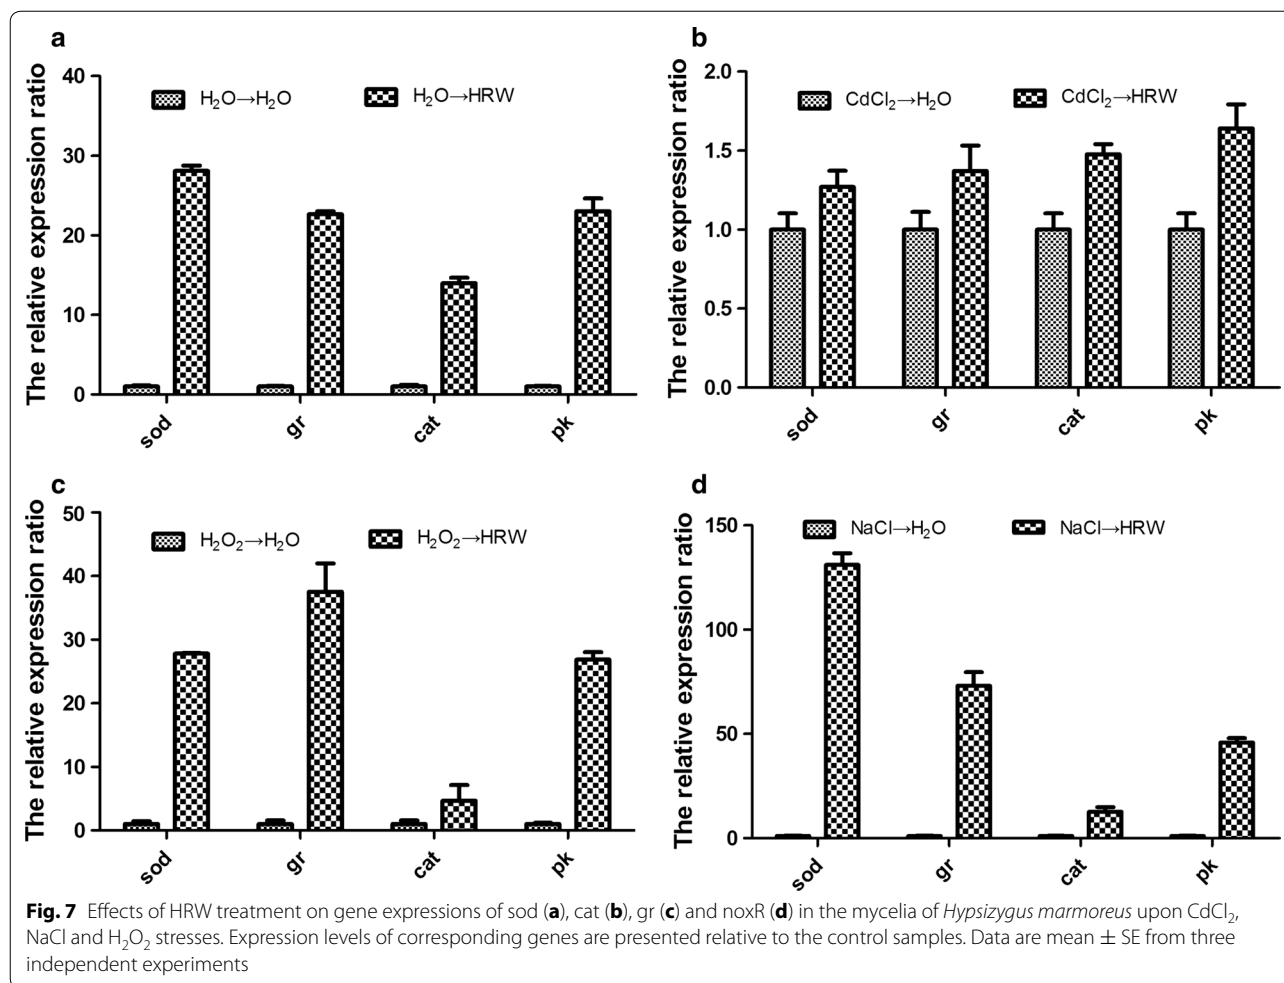 a
The relative expression ratio
H₂O→H₂O
H₂O→HRW
40
30
20
10
0
sod
gr
cat
pk
b
The relative expression ratio
CdCl₂→H₂O
CdCl₂→HRW
2.0
1.5
1.0
0.5
0.0
sod
gr
cat
pk
c
The relative expression ratio
H₂O₂→H₂O
H₂O₂→HRW
50
40
30
20
10
0
sod
gr
cat
pk
d
The relative expression ratio
NaCl→H₂O
NaCl→HRW
150
100
50
0
sod
gr
cat
pk
Fig. 7 Effects of HRW treatment on gene expressions of sod (a), cat (b), gr (c) and noxR (d) in the mycelia of Hypsizygus marmoreus upon CdCl₂,
NaCl and H₂O₂ stresses. Expression levels of corresponding genes are presented relative to the control samples. Data are mean ± SE from three
independent experiments